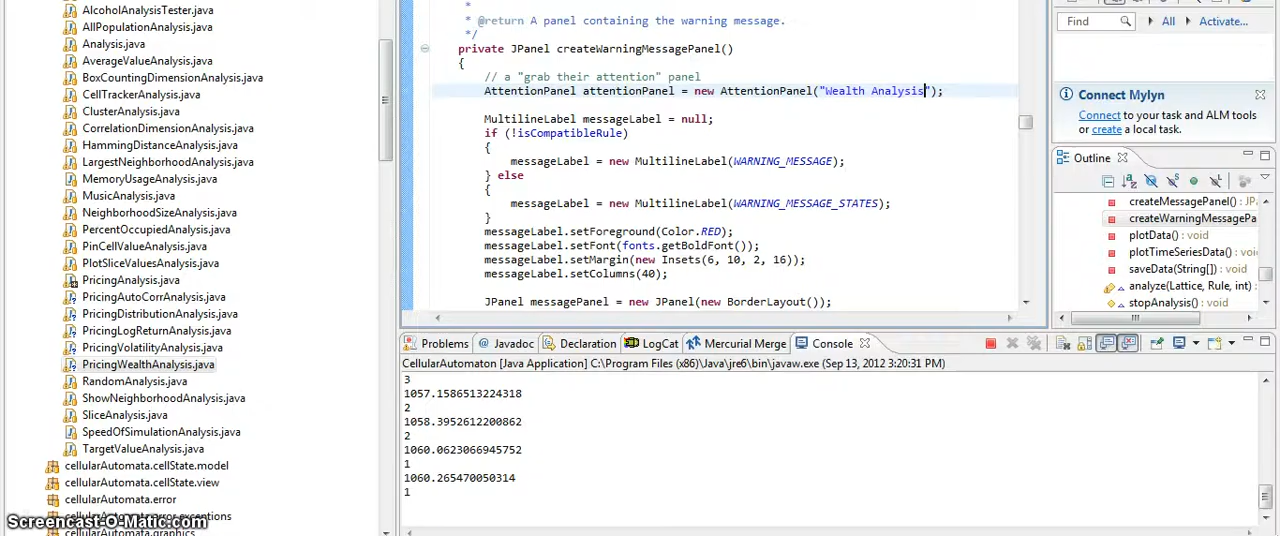 AlcoholAnalysisTester.java
AllPopulationAnalysis.java
Analysis.java
AverageValueAnalysis.java
BoxCountingDimensionAnalysis.java
CellTrackerAnalysis.java
ClusterAnalysis.java
CorrelationDimensionAnalysis.java
HammingDistanceAnalysis.java
LargestNeighborhoodAnalysis.java
MemoryUsageAnalysis.java
MusicAnalysis.java
NeighborhoodSizeAnalysis.java
PercentOccupiedAnalysis.java
PinCellValueAnalysis.java
PlotSliceValuesAnalysis.java
PricingAnalysis.java
PricingAutoCorrAnalysis.java
PricingDistributionAnalysis.java
PricingLogReturnAnalysis.java
PricingVolatilityAnalysis.java
PricingWealthAnalysis.java
RandomAnalysis.java
ShowNeighborhoodAnalysis.java
SliceAnalysis.java
SpeedOfSimulationAnalysis.java
TargetValueAnalysis.java
cellularAutomata.cellState.model
cellularAutomata.cellState.view
cellularAutomata.error
Screencast-O-Matic.com
*
* @return A panel containing the warning message.
*/
private JPanel createWarningMessagePanel()
{
// a "grab their attention" panel
AttentionPanel attentionPanel = new AttentionPanel("Wealth Analysis");
MultilineLabel messageLabel = null;
if (!isCompatibleRule)
{
messageLabel = new MultilineLabel(WARNING_MESSAGE);
} else
{
messageLabel = new MultilineLabel(WARNING_MESSAGE_STATES);
}
messageLabel.setForeground(Color.RED);
messageLabel.setFont(fonts.getBoldFont());
messageLabel.setMargin(new Insets(6, 10, 2, 16));
messageLabel.setColumns(40);
JPanel messagePanel = new JPanel(new BorderLayout());
Find All Activate...
Connect Mylyn
Connect to your task and ALM tools
or create a local task.
Outline
createMessagePanel() : JPa
createWarningMessagePa
plotData() : void
plotTimeSeriesData() : void
saveData(String[]) : void
analyze(Lattice, Rule, int) :
stopAnalysis() : void
Problems Javadoc Declaration LogCat Mercurial Merge Console
CellularAutomaton [Java Application] C:\Program Files (x86)\Java\jre6\bin\javaw.exe (Sep 13, 2012 3:20:31 PM)
3
1057.1586513224318
2
1058.3952612200862
2
1060.0623066945752
1
1060.265470050314
1